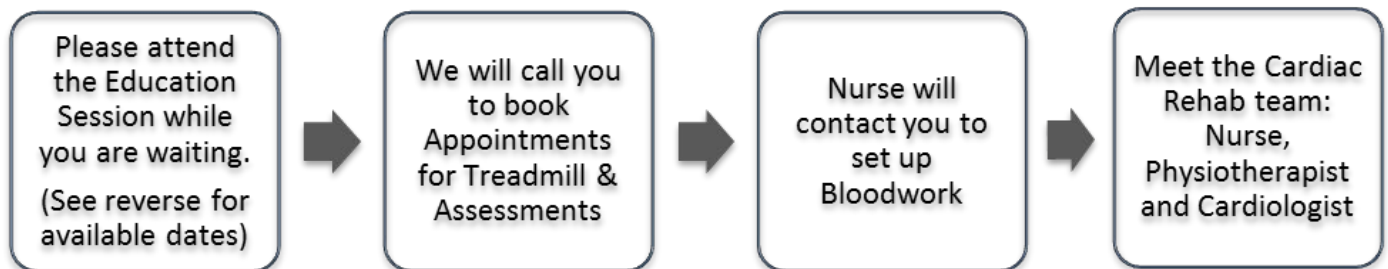 Please attend
the Education
Session while
you are waiting.
(See reverse for
available dates)
We will call you
to book
Appointments
for Treadmill &
Assessments
Nurse will
contact you to
set up
Bloodwork
Meet the Cardiac
Rehab team:
Nurse,
Physiotherapist
and Cardiologist